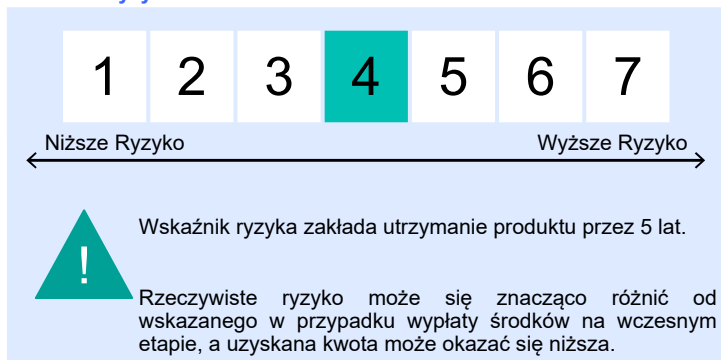 1 2 3 4 5 6 7
Niższe Ryzyko Wyższe Ryzyko
!
Wskaźnik ryzyka zakłada utrzymanie produktu przez 5 lat.
Rzeczywiste ryzyko może się znacząco różnić od
wskazanego w przypadku wypłaty środków na wczesnym
etapie, a uzyskana kwota może okazać się niższa.